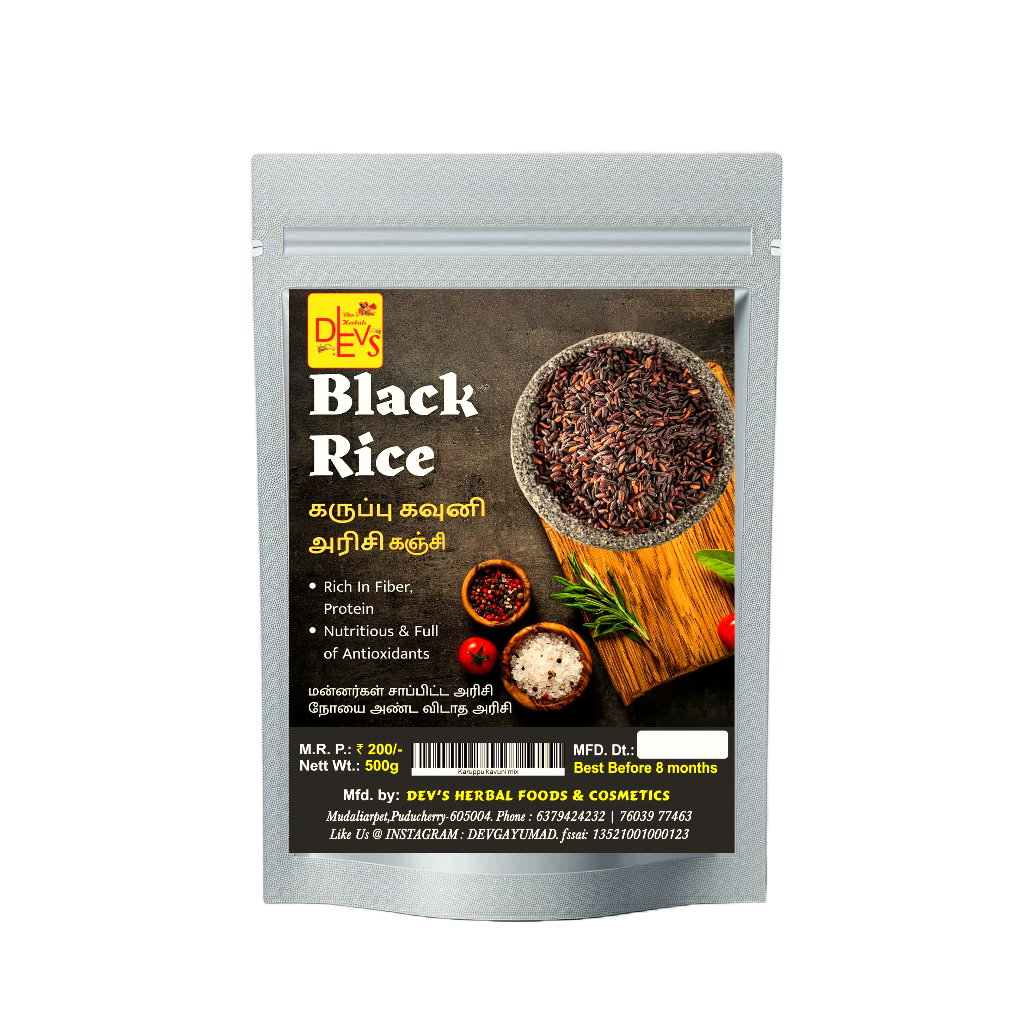 Dev's
Herbals
DEVS
Black
Rice
கருப்பு கவுனி
அரிசி கஞ்சி
• Rich In Fiber,
Protein
• Nutritious & Full
of Antioxidants
மன்னர்கள் சாப்பிட்ட அரிசி
நோயை அண்ட விடாத அரிசி
M.R. P.: ₹ 200/-
Nett Wt.: 500g
Karuppu kavuni mix
MFD. Dt.:
Best Before 8 months
Mfd. by: DEV'S HERBAL FOODS & COSMETICS
Mudaliarpet,Puducherry-605004. Phone : 6379424232 | 76039 77463
Like Us @ INSTAGRAM : DEVGAYUMAD. fssai: 13521001000123